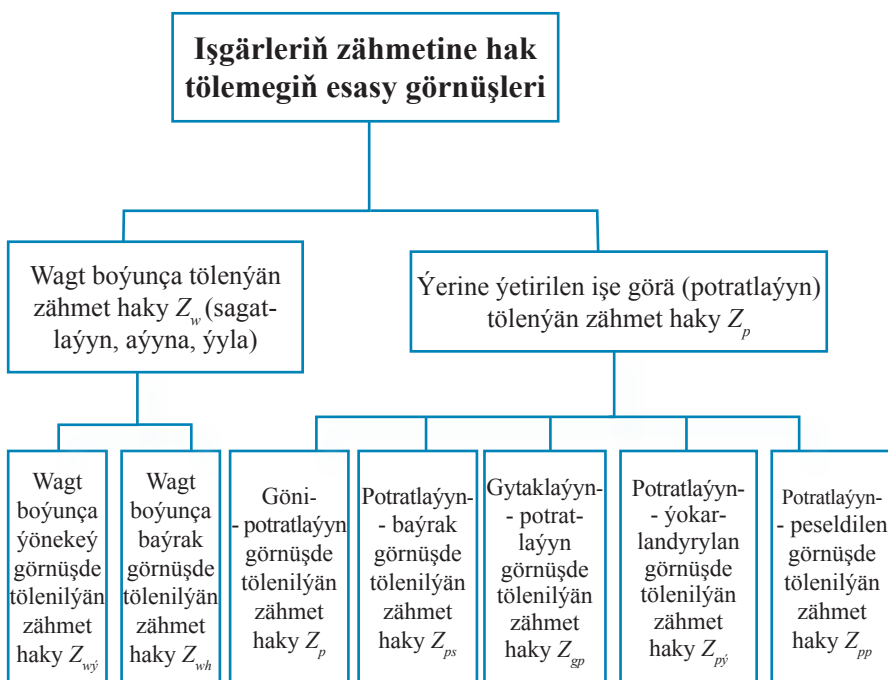 Işgärleriň zähmetine hak
tölemegiň esasy görnüşleri
Wagt boýunça tölenýän
zähmet haky Z_w (sagat-
laýyn, aýyna, ýyla)
Ýerine ýetirilen işe görä (potratlaýyn)
tölenýän zähmet haky Z_p
Wagt
boýunça
ýönekeý
görnüşde
tölenilýän
zähmet
haky Z_wý
Wagt
boýunça
baýrak
görnüşde
tölenilýän
zähmet
haky Z_wh
Göni-
- potratlaýyn
görnüşde
tölenilýän
zähmet
haky Z_p
Potratlaýyn-
- baýrak
görnüşde
tölenilýän
zähmet
haky Z_ps
Gytaklaýyn-
- potrat-
laýyn
görnüşde
tölenilýän
zähmet
haky Z_gp
Potratlaýyn-
- ýokar-
landyrylan
görnüşde
tölenilýän
zähmet
haky Z_pý
Potratlaýyn-
- peseldilen
görnüşde
tölenilýän
zähmet
haky Z_pp